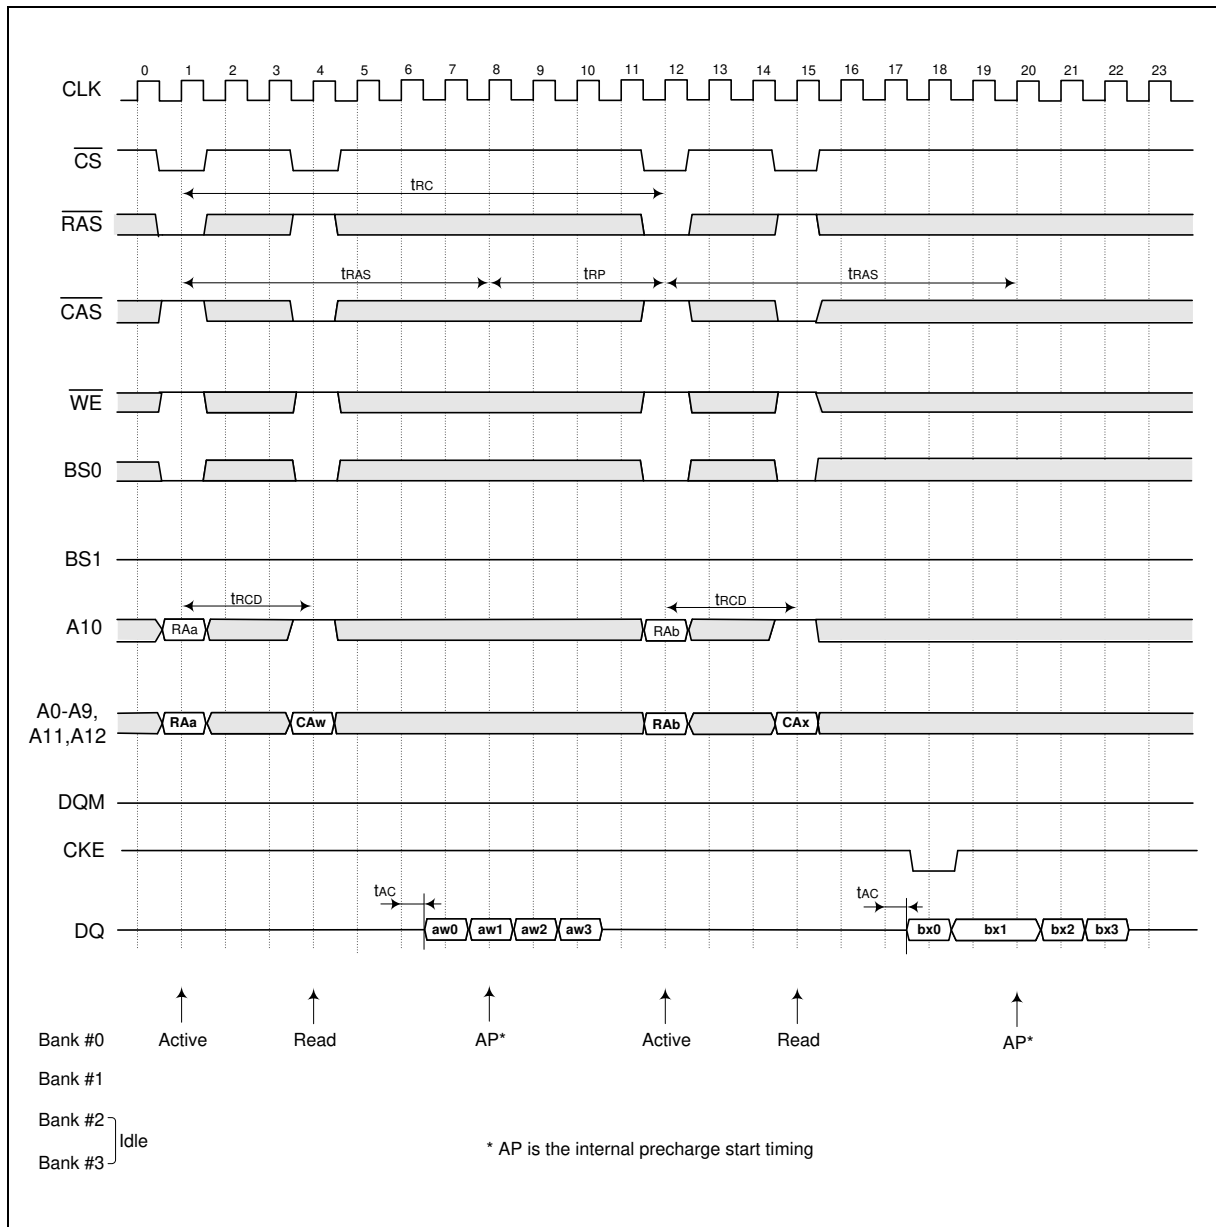 0 1 2 3 4 5 6 7 8 9 10 11 12 13 14 15 16 17 18 19 20 21 22 23
CLK
CS
tRC
RAS
tRAS tRP tRAS
CAS
WE
BS0
BS1
tRCD tRCD
A10 RAa RAb
A0-A9,
A11,A12
RAa CAw RAb CAx
DQM
CKE
tAC tAC
DQ aw0 aw1 aw2 aw3 bx0 bx1 bx2 bx3
Bank #0 Active Read AP* Active Read AP*
Bank #1
Bank #2
Idle
Bank #3
* AP is the internal precharge start timing